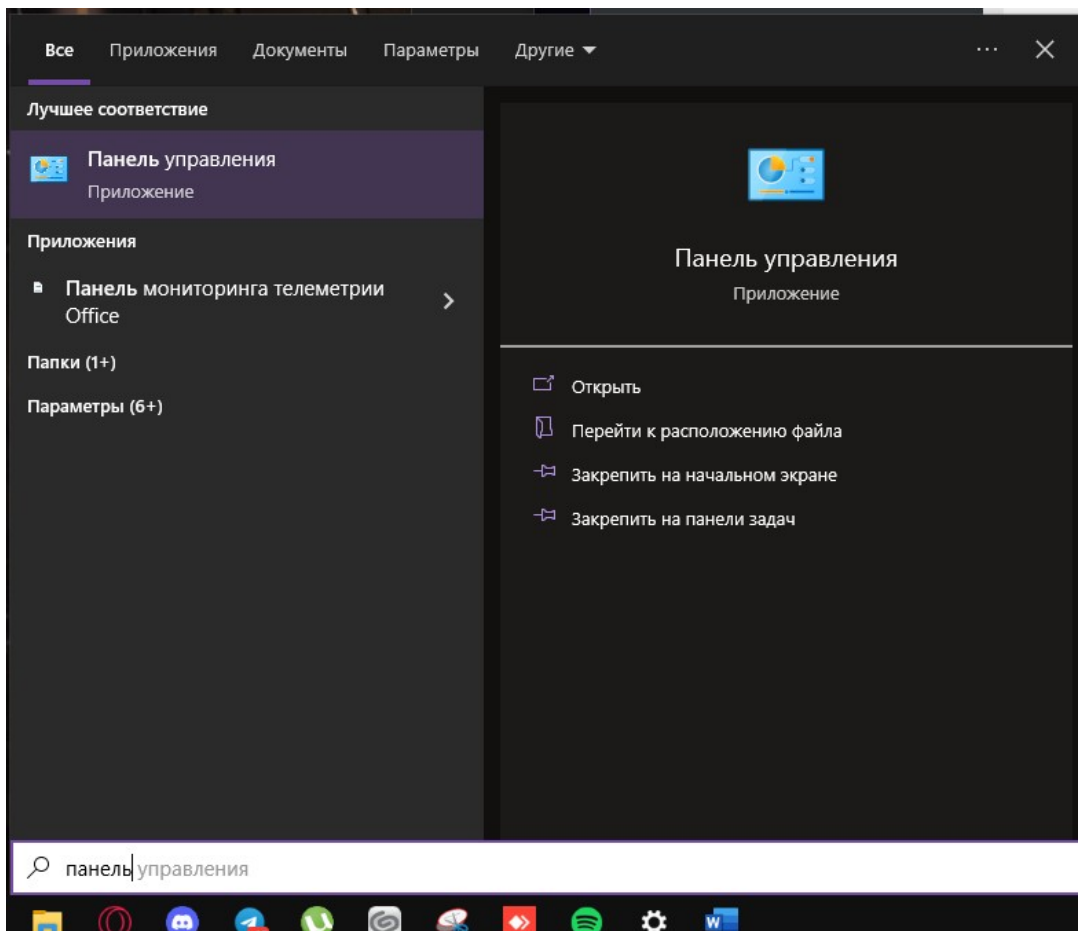 Все Приложения Документы Параметры Другие
Лучшее соответствие
Панель управления
Приложение
Приложения
Панель мониторинга телеметрии
Office
Папки (1+)
Параметры (6+)
Панель управления
Приложение
Открыть
Перейти к расположению файла
Закрепить на начальном экране
Закрепить на панели задач
панель управления
W